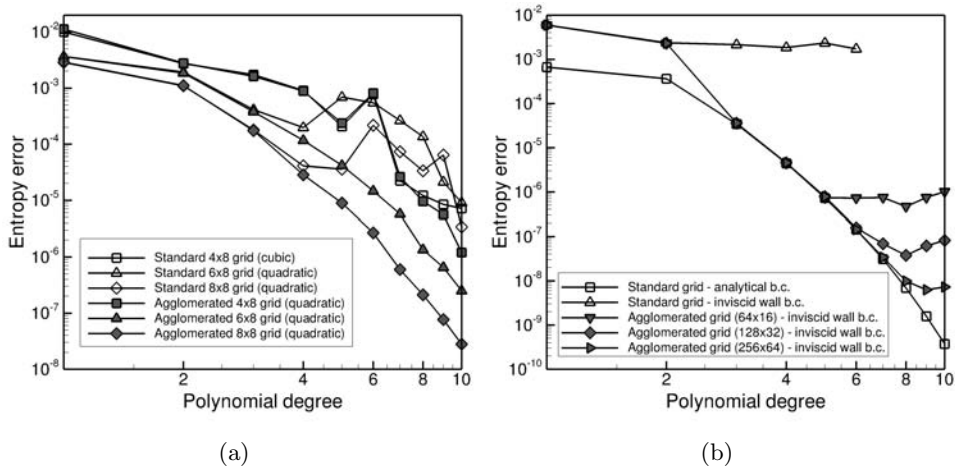 Entropy error
10^-2
10^-3
10^-4
10^-5
10^-6
10^-7
10^-8
Standard 4x8 grid (cubic)
Standard 6x8 grid (quadratic)
Standard 8x8 grid (quadratic)
Agglomerated 4x8 grid (quadratic)
Agglomerated 6x8 grid (quadratic)
Agglomerated 8x8 grid (quadratic)
2 4 6 8 10
Polynomial degree
(a)
Entropy error
10^-2
10^-3
10^-4
10^-5
10^-6
10^-7
10^-8
10^-9
10^-10
Standard grid - analytical b.c.
Standard grid - inviscid wall b.c.
Agglomerated grid (64x16) - inviscid wall b.c.
Agglomerated grid (128x32) - inviscid wall b.c.
Agglomerated grid (256x64) - inviscid wall b.c.
2 4 6 8 10
Polynomial degree
(b)